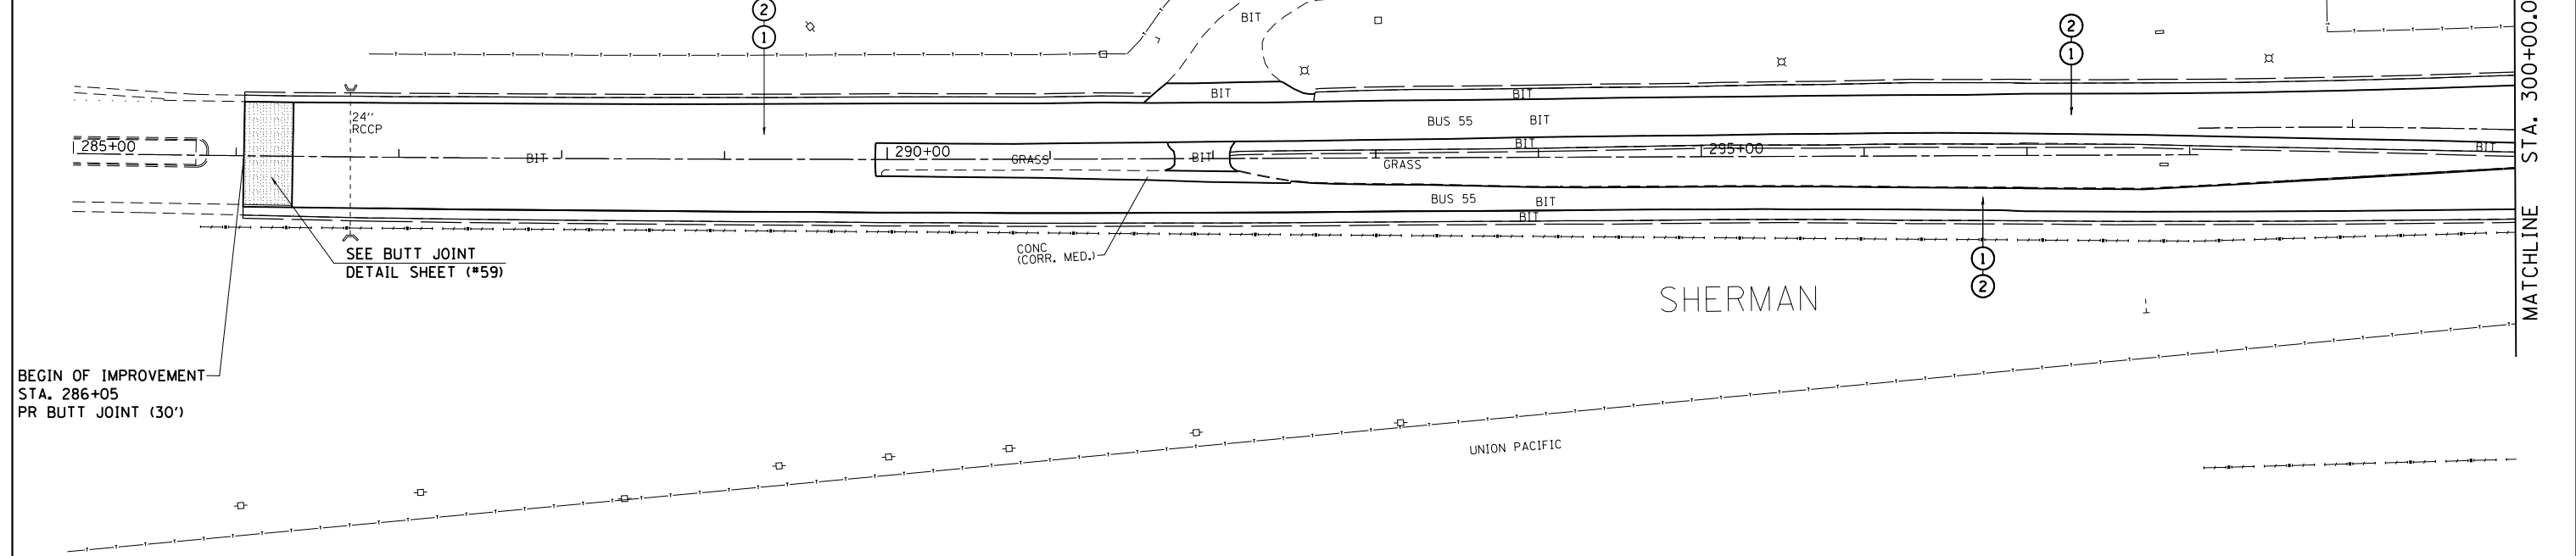 2
1
BIT
2
1
BIT
BIT
24"
RCCP
BUS 55
BIT
285+00
BIT
290+00
GRASS
BIT
BIT
GRASS
295+00
BIT
BUS 55
BIT
BIT
SEE BUTT JOINT
DETAIL SHEET (#59)
CONC
(CORR. MED.)
1
2
SHERMAN
BEGIN OF IMPROVEMENT
STA. 286+05
PR BUTT JOINT (30')
UNION PACIFIC
MATCHLINE STA. 300+00.0